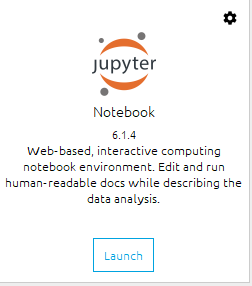 jupyter
Notebook
6.1.4
Web-based, interactive computing
notebook environment. Edit and run
human-readable docs while describing the
data analysis.
Launch